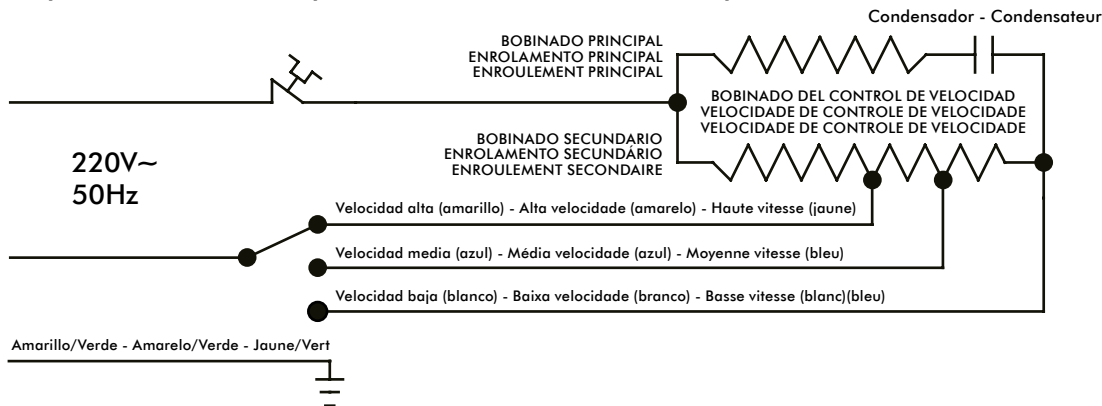 Condensador - Condensateur
BOBINADO PRINCIPAL
ENROLAMENTO PRINCIPAL
ENROULEMENT PRINCIPAL
BOBINADO DEL CONTROL DE VELOCIDAD
VELOCIDADE DE CONTROLE DE VELOCIDADE
VELOCIDADE DE CONTROLE DE VELOCIDADE
BOBINADO SECUNDARIO
ENROLAMENTO SECUNDÁRIO
ENROULEMENT SECONDAIRE
220V~
50Hz
Velocidad alta (amarillo) - Alta velocidade (amarelo) - Haute vitesse (jaune)
Velocidad media (azul) - Média velocidade (azul) - Moyenne vitesse (bleu)
Velocidad baja (blanco) - Baixa velocidade (branco) - Basse vitesse (blanc)(bleu)
Amarillo/Verde - Amarelo/Verde - Jaune/Vert